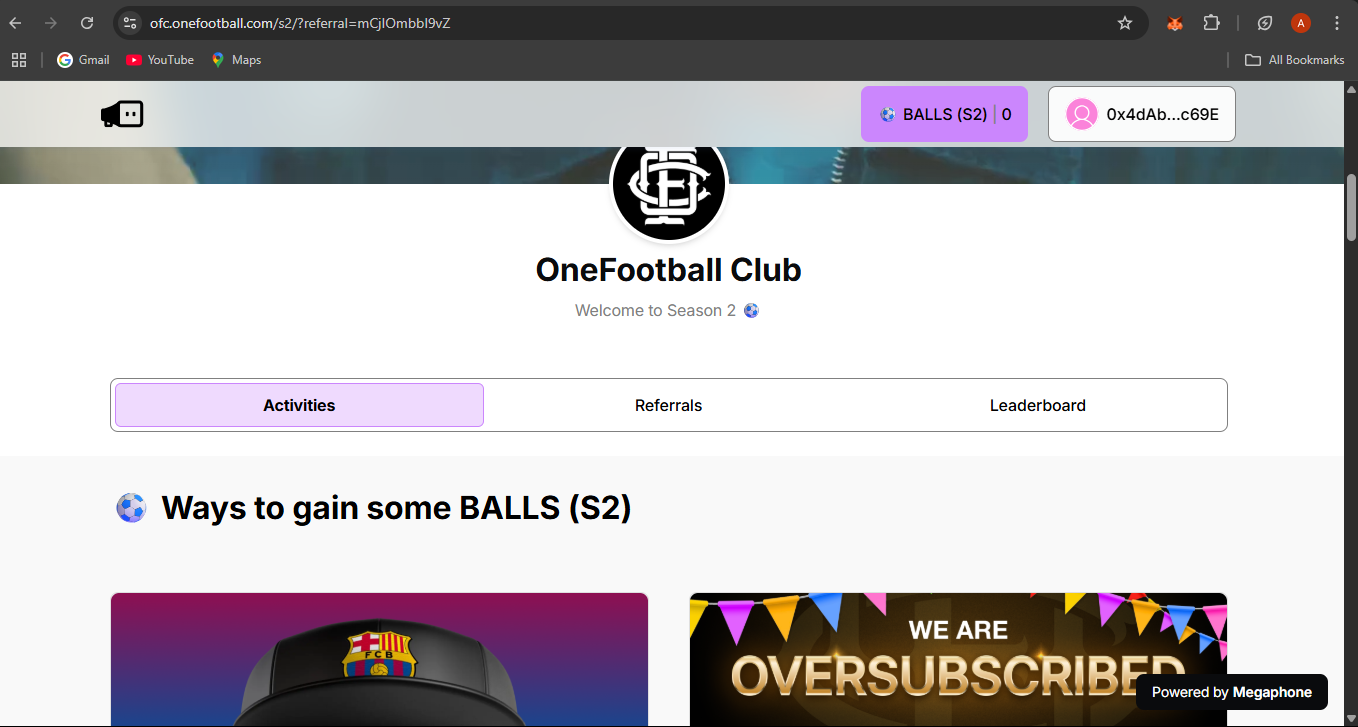 ofc.onefootball.com/s2/?referral=mCjlOmbbl9vZ
A
Gmail
YouTube
Maps
All Bookmarks
BALLS (S2) | 0
0x4dAb...c69E
OneFootball Club
Welcome to Season 2
Activities
Referrals
Leaderboard
Ways to gain some BALLS (S2)
FCB
WE ARE
OVERSUBSCRIBED
Powered by Megaphone